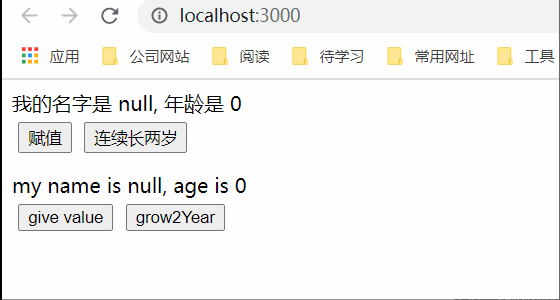 localhost:3000
应用 公司网站 阅读 待学习 常用网址 工具
我的名字是 null, 年龄是 0
赋值 连续长两岁
my name is null, age is 0
give value grow2Year